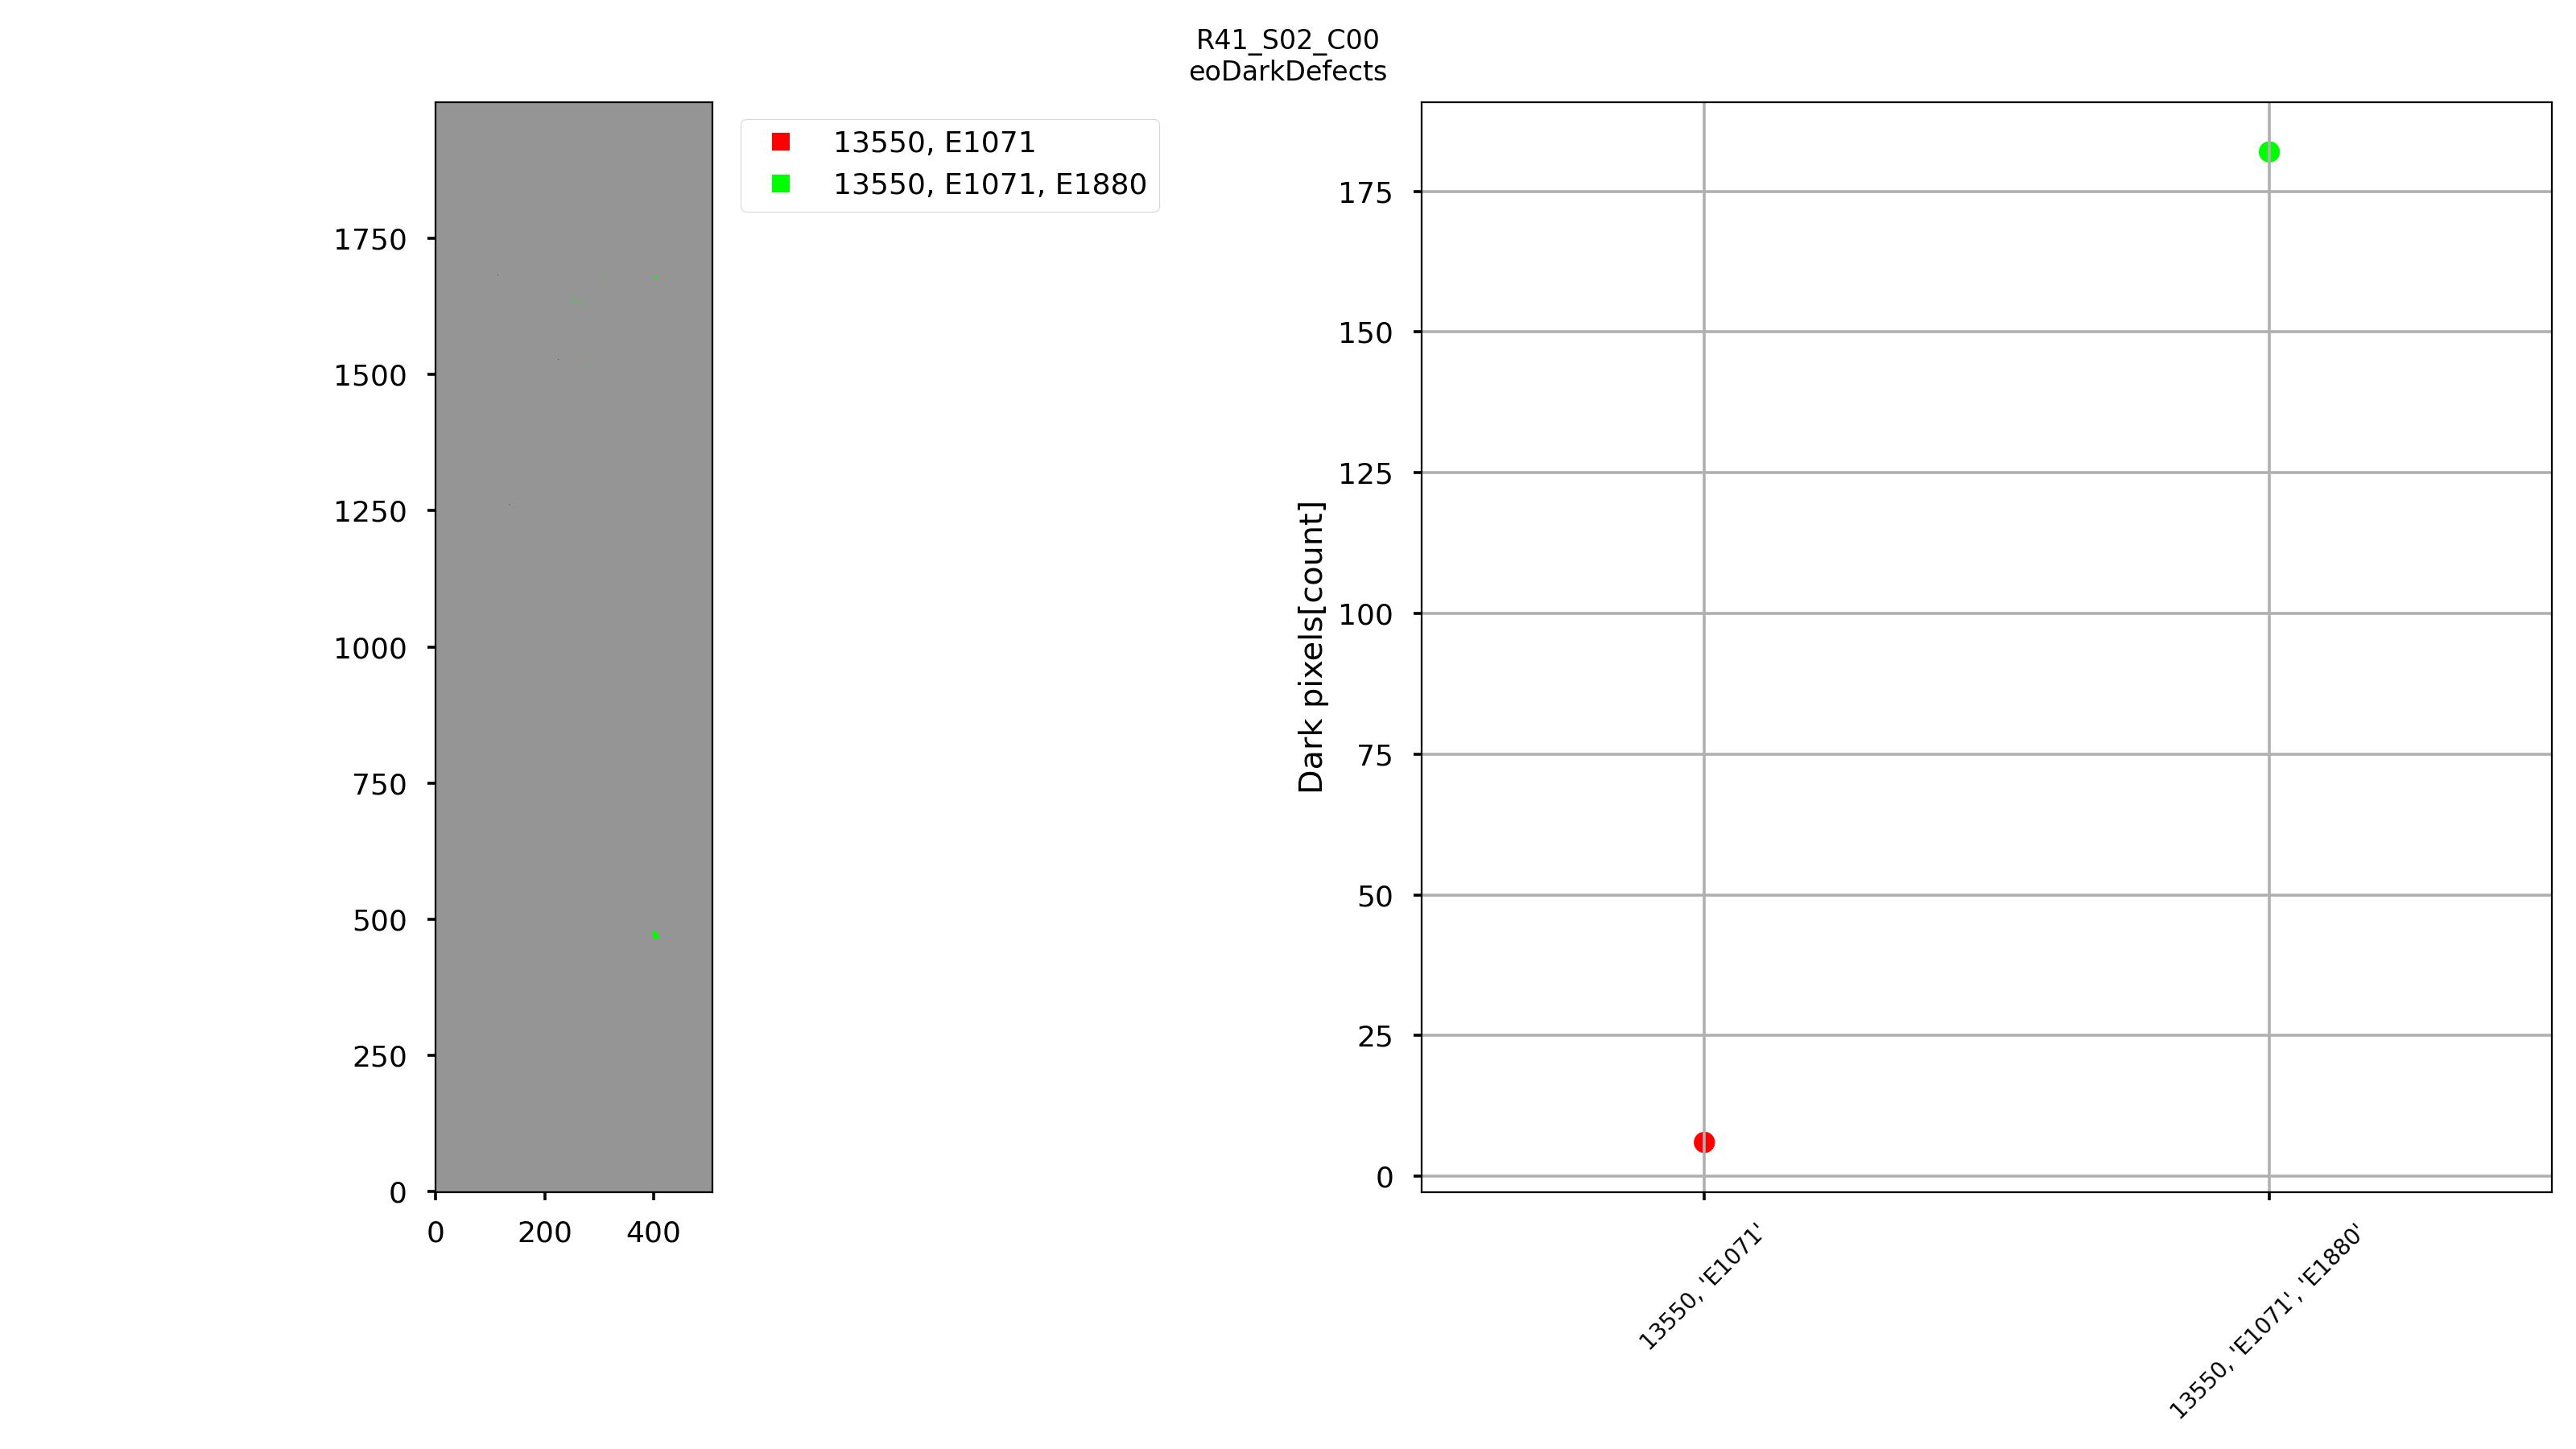 R41_S02_C00
eoDarkDefects
13550, E1071
13550, E1071, E1880
1750
1500
1250
1000
750
500
250
0
0 200 400
Dark pixels[count]
175
150
125
100
75
50
25
0
13550, 'E1071'
13550, 'E1071', 'E1880'